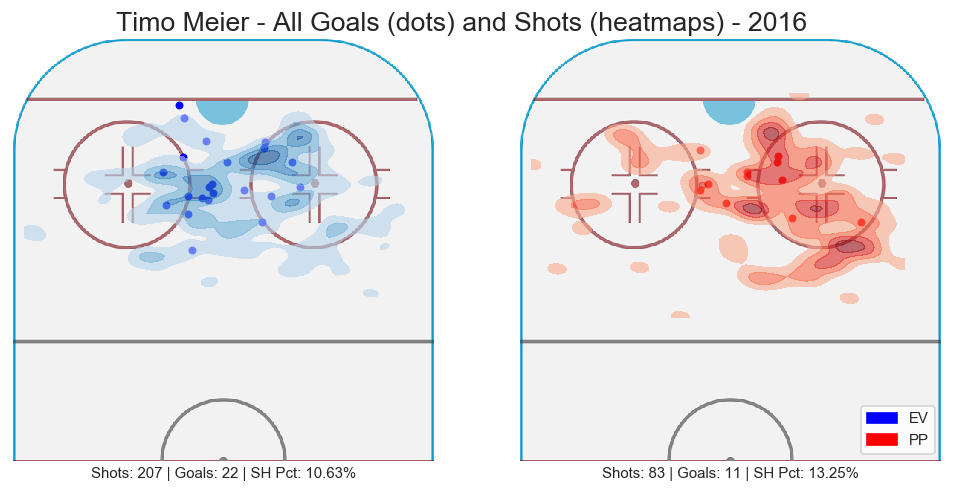 Timo Meier - All Goals (dots) and Shots (heatmaps) - 2016
EV
PP
Shots: 207 | Goals: 22 | SH Pct: 10.63%
Shots: 83 | Goals: 11 | SH Pct: 13.25%